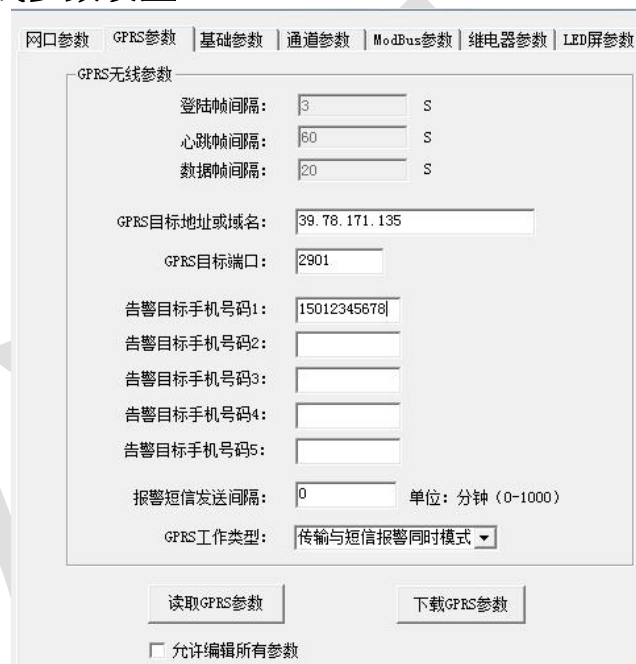 网口参数 GPRS参数 基础参数 通道参数 ModBus参数 继电器参数 LED屏参数
GPRS无线参数
登陆帧间隔: 3 S
心跳帧间隔: 60 S
数据帧间隔: 20 S
GPRS目标地址或域名: 39.78.171.135
GPRS目标端口: 2901
告警目标手机号码1: 15012345678
告警目标手机号码2:
告警目标手机号码3:
告警目标手机号码4:
告警目标手机号码5:
报警短信发送间隔: 0 单位: 分钟 (0-1000)
GPRS工作类型: 传输与短信报警同时模式
读取GPRS参数 下载GPRS参数
允许编辑所有参数